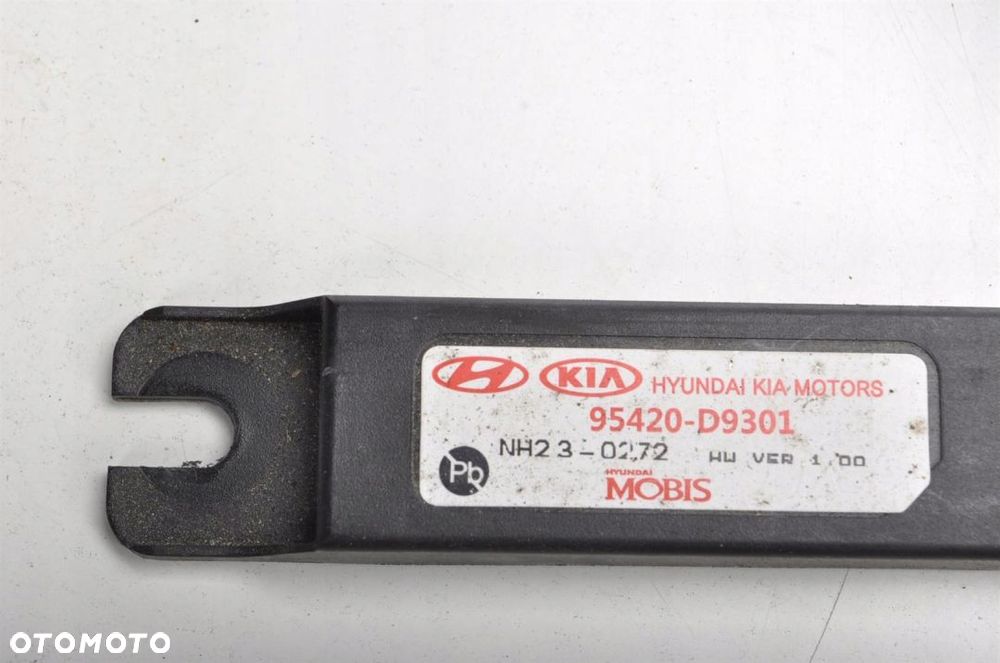 KIA HYUNDAI KIA MOTORS
95420-D9301
NH23-0272 HW VER 1.00
Pb
HYUNDAI
MOBIS
OTOMOTO